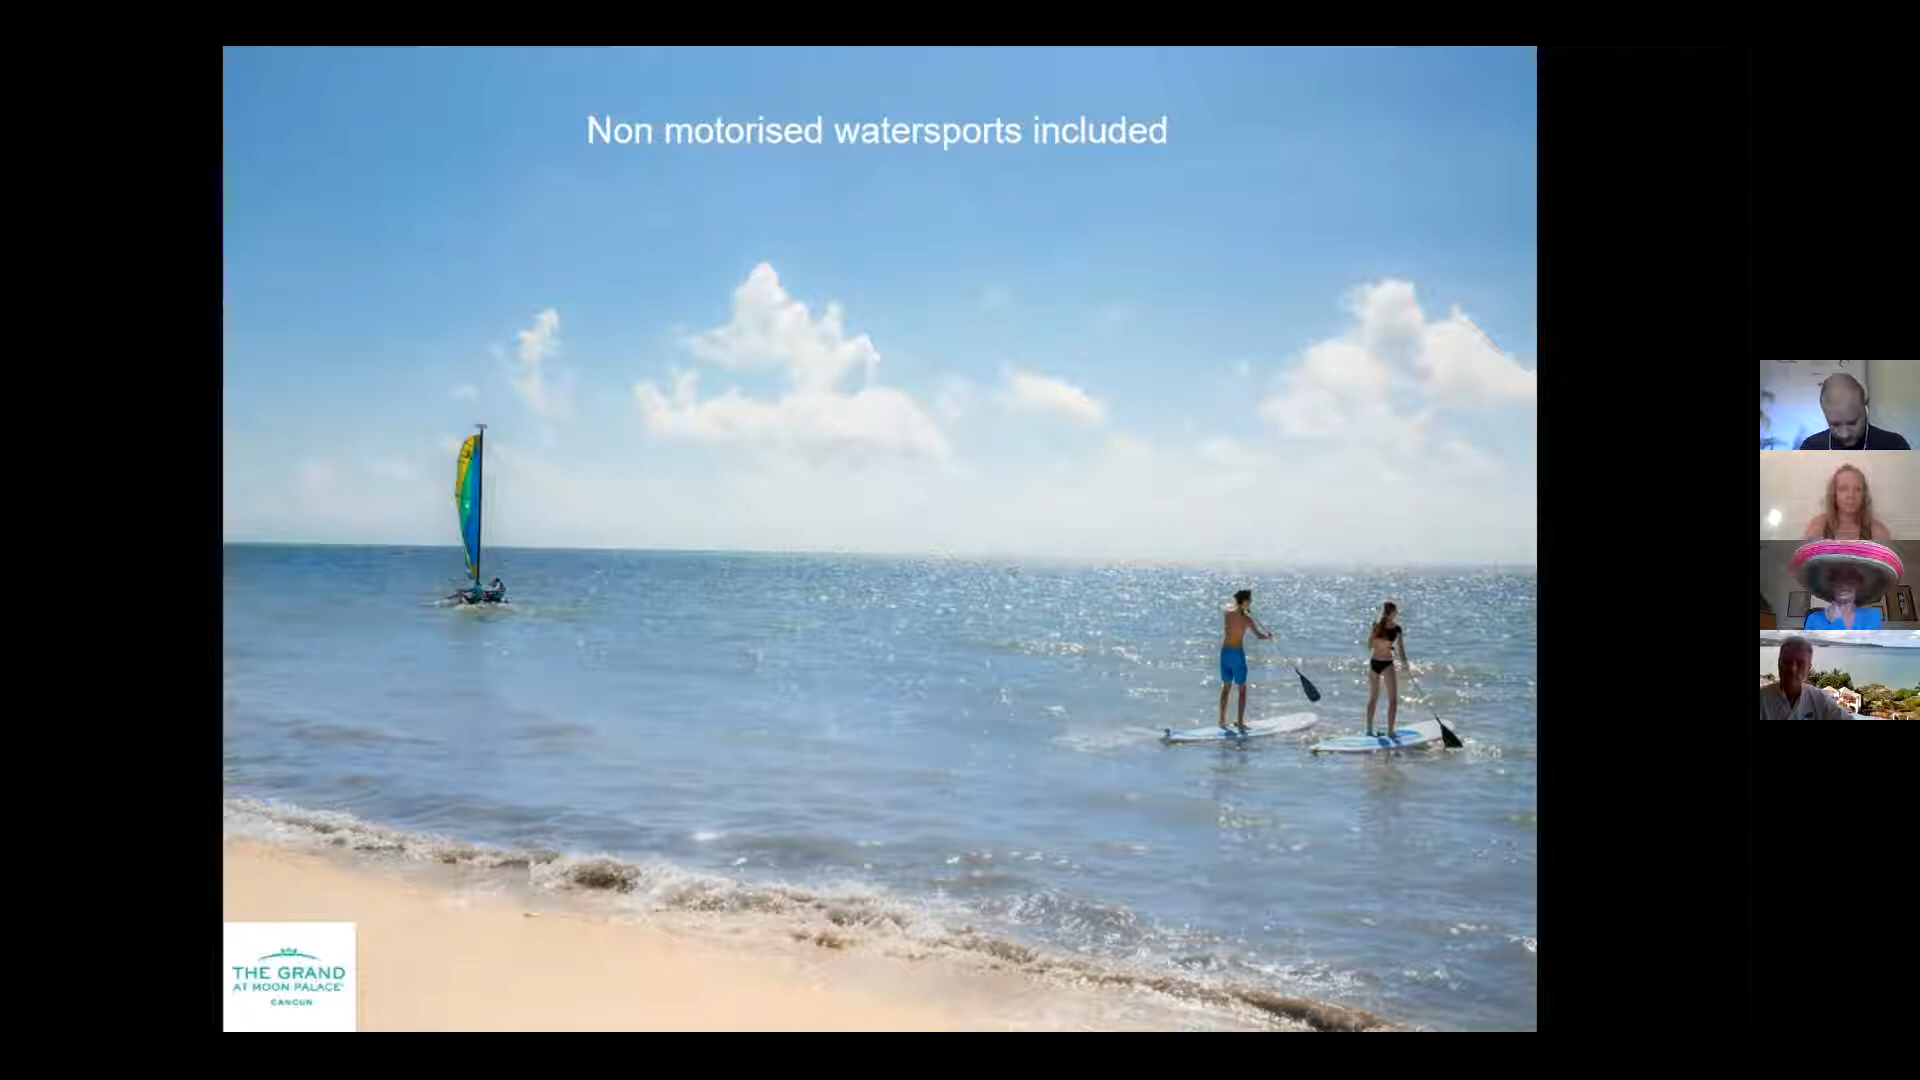 Non motorised watersports included
THE GRAND
AT MOON PALACE
CANCUN